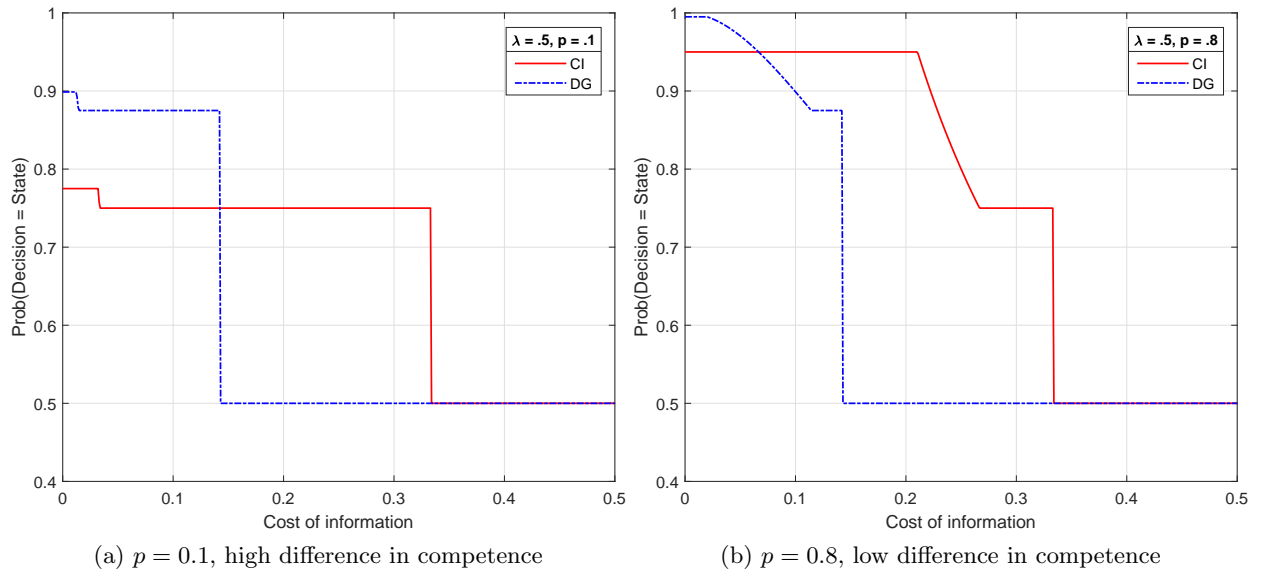 λ = .5, p = .1
CI
DG
1
0.9
0.8
0.7
0.6
0.5
0.4
Prob(Decision = State)
0
0.1
0.2
0.3
0.4
0.5
Cost of information
(a) p = 0.1, high difference in competence
λ = .5, p = .8
CI
DG
1
0.9
0.8
0.7
0.6
0.5
0.4
Prob(Decision = State)
0
0.1
0.2
0.3
0.4
0.5
Cost of information
(b) p = 0.8, low difference in competence